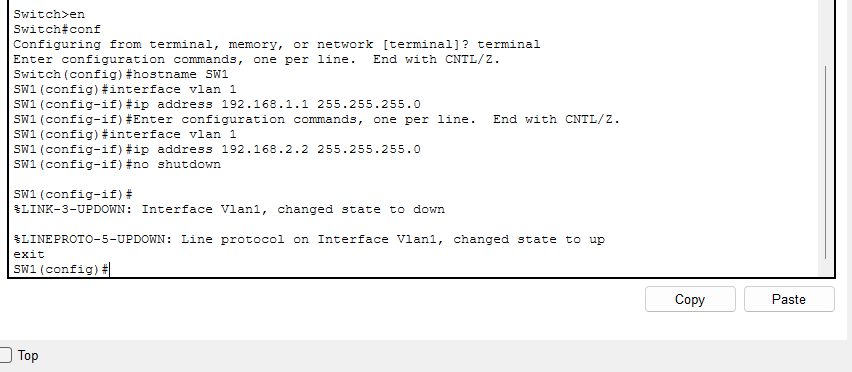 Switch>en
Switch#conf
Configuring from terminal, memory, or network [terminal]? terminal
Enter configuration commands, one per line.  End with CNTL/Z.
Switch(config)#hostname SW1
SW1(config)#interface vlan 1
SW1(config-if)#ip address 192.168.1.1 255.255.255.0
SW1(config-if)#Enter configuration commands, one per line.  End with CNTL/Z.
SW1(config)#interface vlan 1
SW1(config-if)#ip address 192.168.2.2 255.255.255.0
SW1(config-if)#no shutdown
SW1(config-if)#
%LINK-3-UPDOWN: Interface Vlan1, changed state to down
%LINEPROTO-5-UPDOWN: Line protocol on Interface Vlan1, changed state to up
exit
SW1(config)#
Copy
Paste
Top